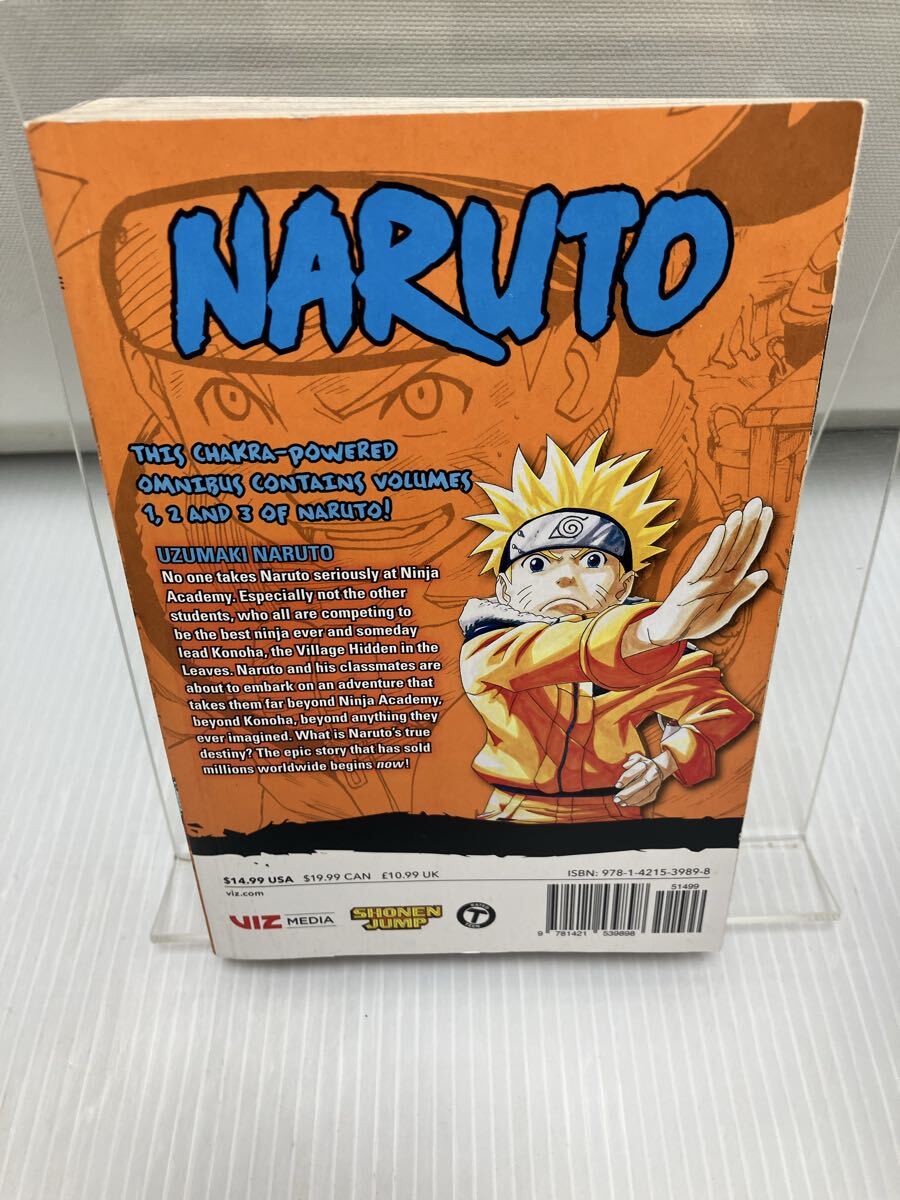 NARUTO
THIS CHAKRA-POWERED
OMNIBUS CONTAINS VOLUMES
1, 2 AND 3 OF NARUTO!
UZUMAKI NARUTO
No one takes Naruto seriously at Ninja
Academy. Especially not the other
students, who all are competing to
be the best ninja ever and someday
lead Konoha, the Village Hidden in the
Leaves. Naruto and his classmates are
about to embark on an adventure that
takes them far beyond Ninja Academy,
beyond Konoha, beyond anything they
ever imagined. What is Naruto's true
destiny? The epic story that has sold
millions worldwide begins now!
$14.99 USA $19.99 CAN £10.99 UK
viz.com
ISBN: 978-1-4215-3989-8
51499
VIZ MEDIA
SHONEN
JUMP
RATED
T
TEEN
9 781421 539898